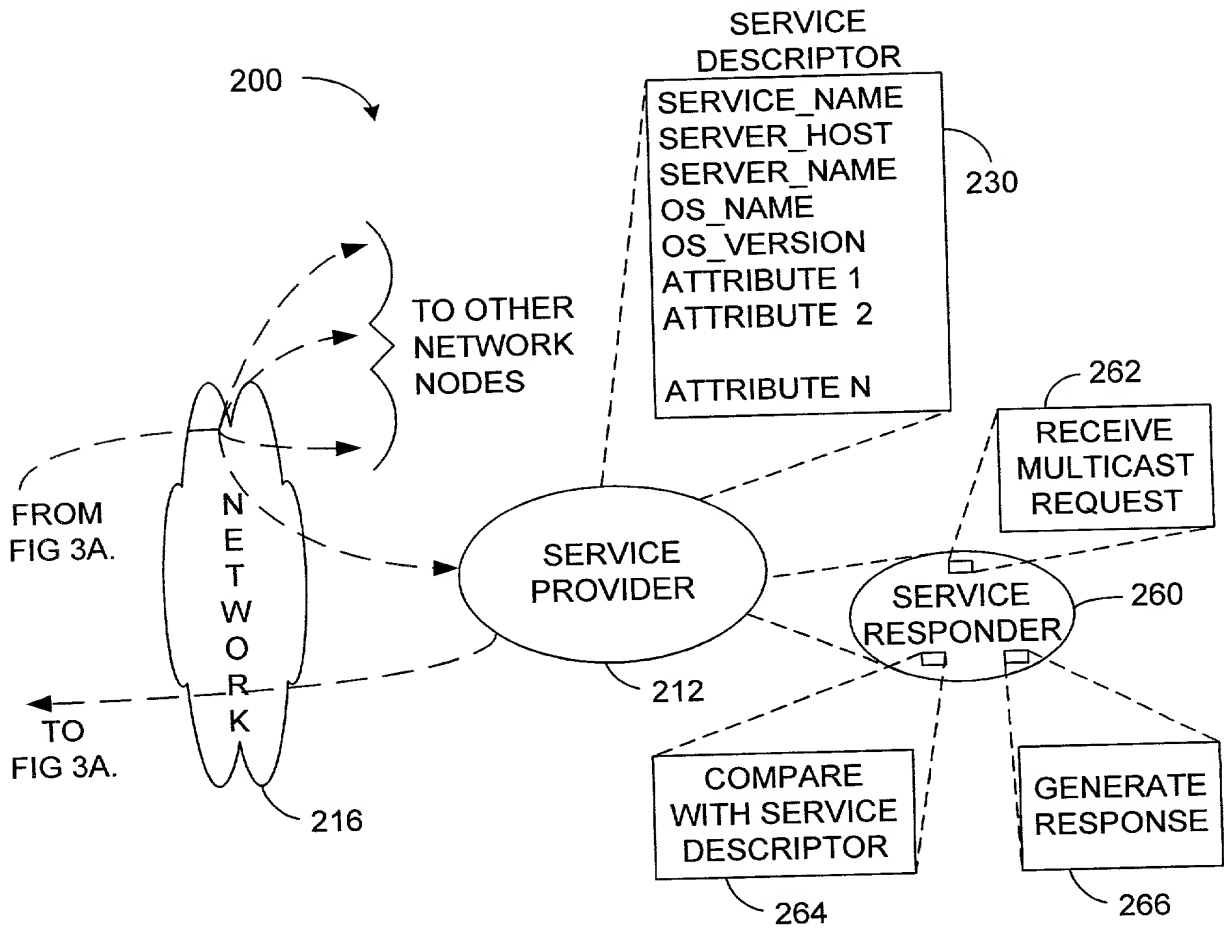 SERVICE
DESCRIPTOR
200
SERVICE_NAME
SERVER_HOST
SERVER_NAME
OS_NAME
OS_VERSION
ATTRIBUTE 1
ATTRIBUTE 2
ATTRIBUTE N
230
TO OTHER
NETWORK
NODES
262
RECEIVE
MULTICAST
REQUEST
FROM
FIG 3A.
NETWORK
SERVICE
PROVIDER
SERVICE
RESPONDER
260
212
TO
FIG 3A.
216
COMPARE
WITH SERVICE
DESCRIPTOR
264
GENERATE
RESPONSE
266